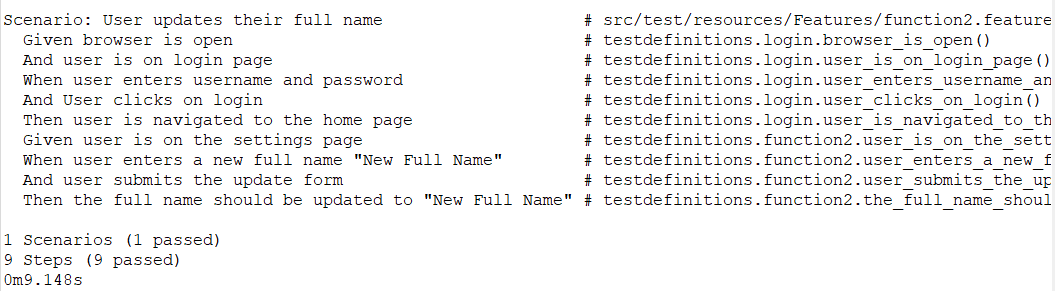 Scenario: User updates their full name # src/test/resources/Features/function2.feature
Given browser is open # testdefinitions.login.browser_is_open()
And user is on login page # testdefinitions.login.user_is_on_login_page()
When user enters username and password # testdefinitions.login.user_enters_username_an
And User clicks on login # testdefinitions.login.user_clicks_on_login()
Then user is navigated to the home page # testdefinitions.login.user_is_navigated_to_th
Given user is on the settings page # testdefinitions.function2.user_is_on_the_sett
When user enters a new full name "New Full Name" # testdefinitions.function2.user_enters_a_new_f
And user submits the update form # testdefinitions.function2.user_submits_the_up
Then the full name should be updated to "New Full Name" # testdefinitions.function2.the_full_name_shoul
1 Scenarios (1 passed)
9 Steps (9 passed)
0m9.148s